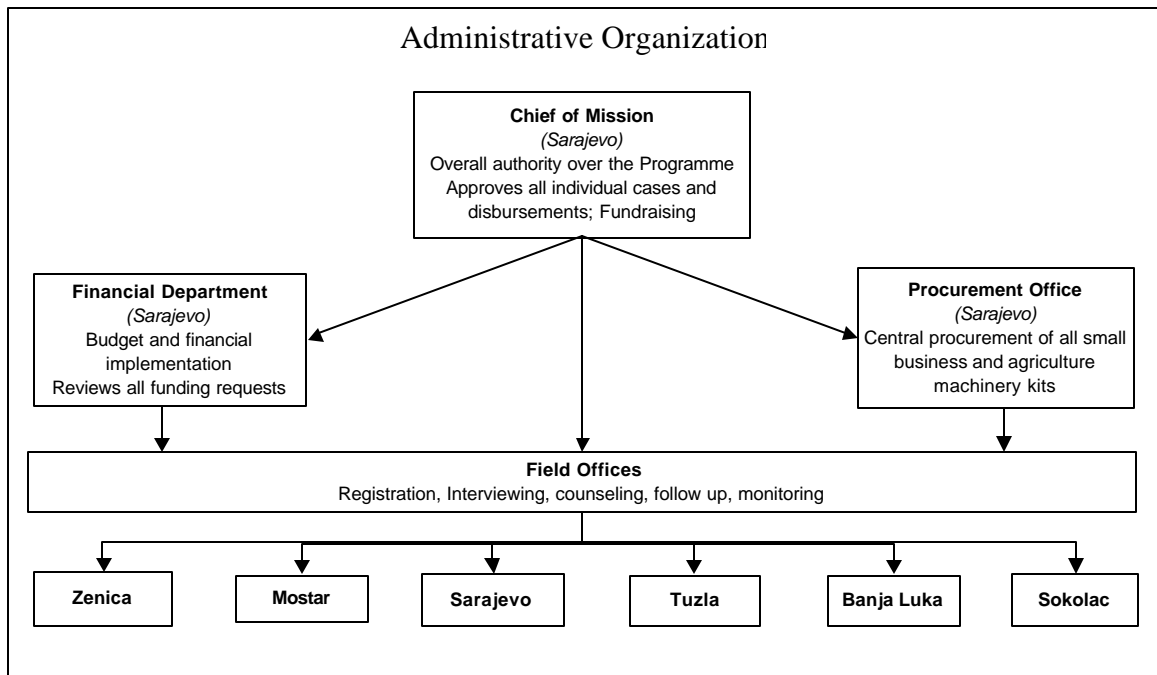 Administrative Organization
Chief of Mission
(Sarajevo)
Overall authority over the Programme
Approves all individual cases and
disbursements; Fundraising
Financial Department
(Sarajevo)
Budget and financial
implementation
Reviews all funding requests
Procurement Office
(Sarajevo)
Central procurement of all small
business and agriculture
machinery kits
Field Offices
Registration, Interviewing, counseling, follow up, monitoring
Zenica
Mostar
Sarajevo
Tuzla
Banja Luka
Sokolac